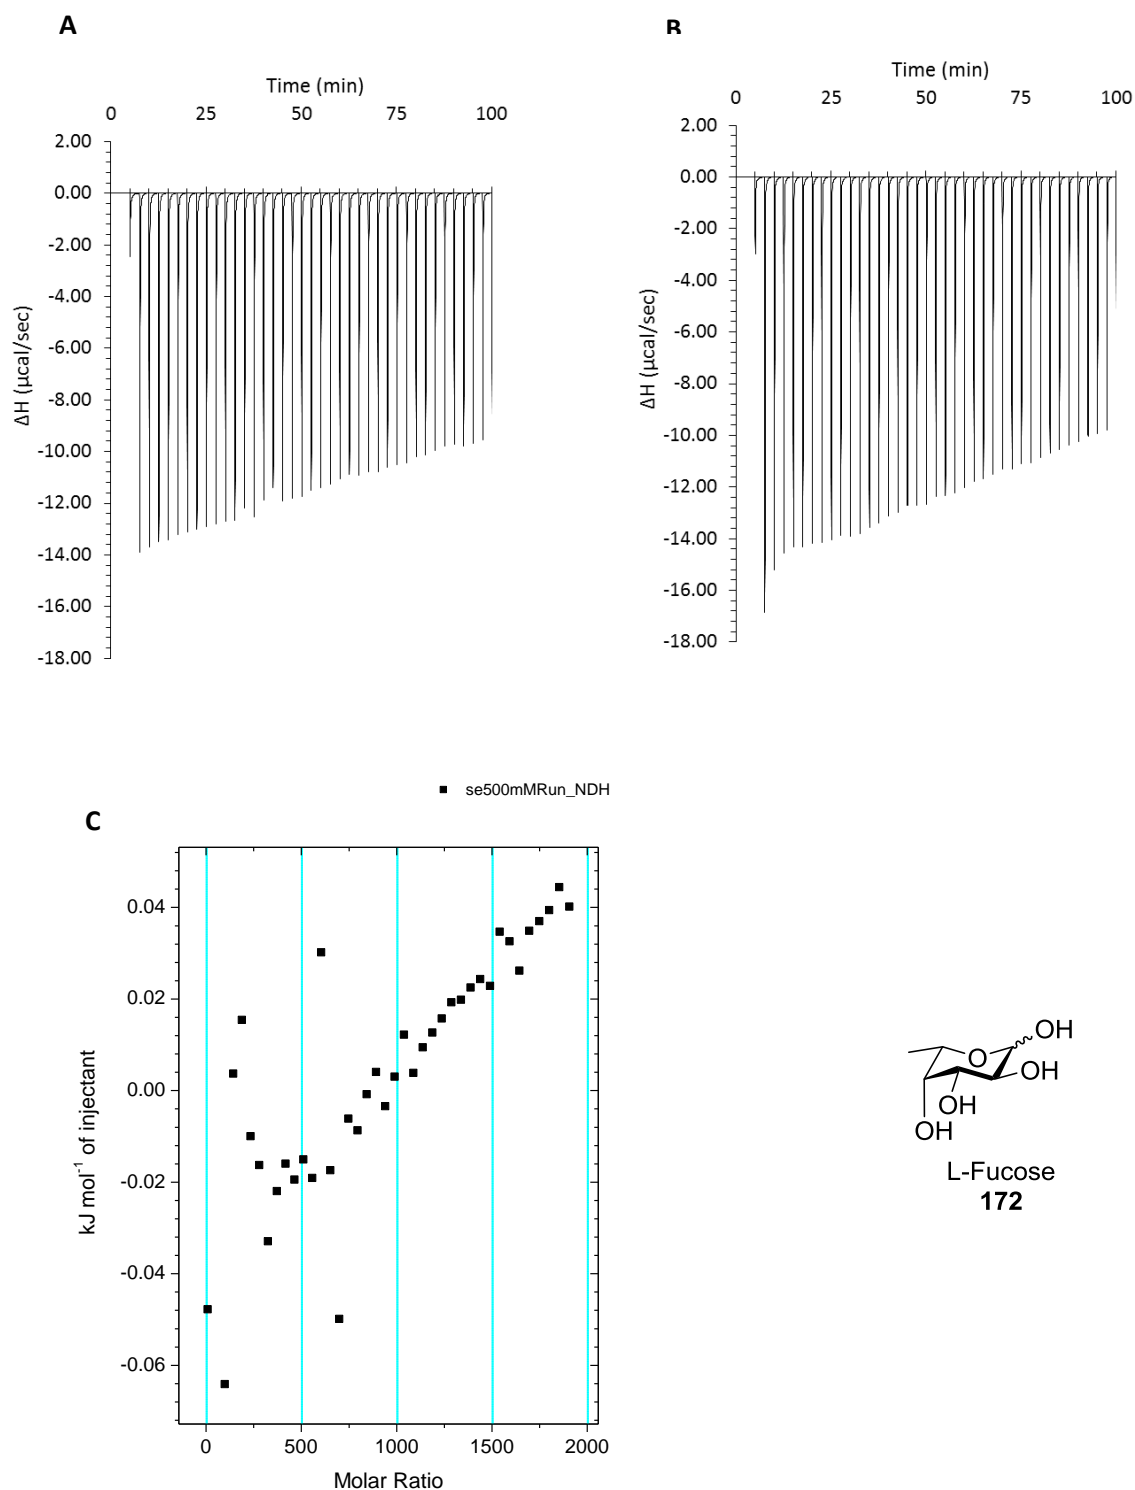 A
Time (min)
0 25 50 75 100
2.00
0.00
-2.00
-4.00
-6.00
-8.00
-10.00
-12.00
-14.00
-16.00
-18.00
ΔH (µcal/sec)
B
Time (min)
0 25 50 75 100
2.00
0.00
-2.00
-4.00
-6.00
-8.00
-10.00
-12.00
-14.00
-16.00
-18.00
ΔH (µcal/sec)
se500mMRun_NDH
C
0.04
0.02
0.00
-0.02
-0.04
-0.06
kJ mol⁻¹ of injectant
0 500 1000 1500 2000
Molar Ratio
OH
O
OH
OH
OH
L-Fucose
172